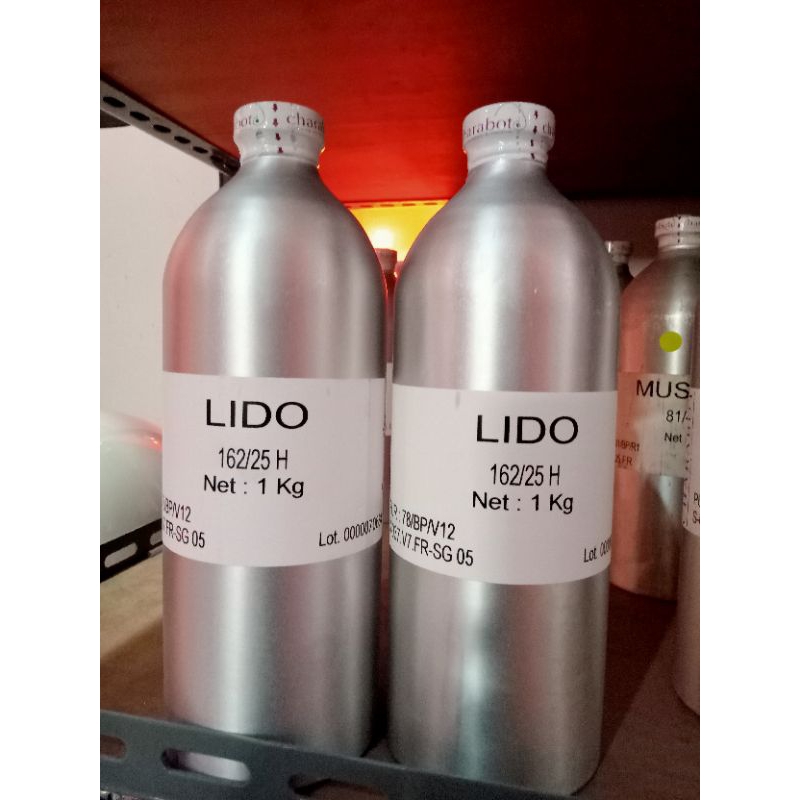 charabot
LIDO
162/25 H
Net : 1 Kg
BP/V12
FR-SG 05
Lot.
charabot
LIDO
162/25 H
Net : 1 Kg
: 78/BP/V12
.V7.FR-SG 05
Lot.
MUS
81/
Net